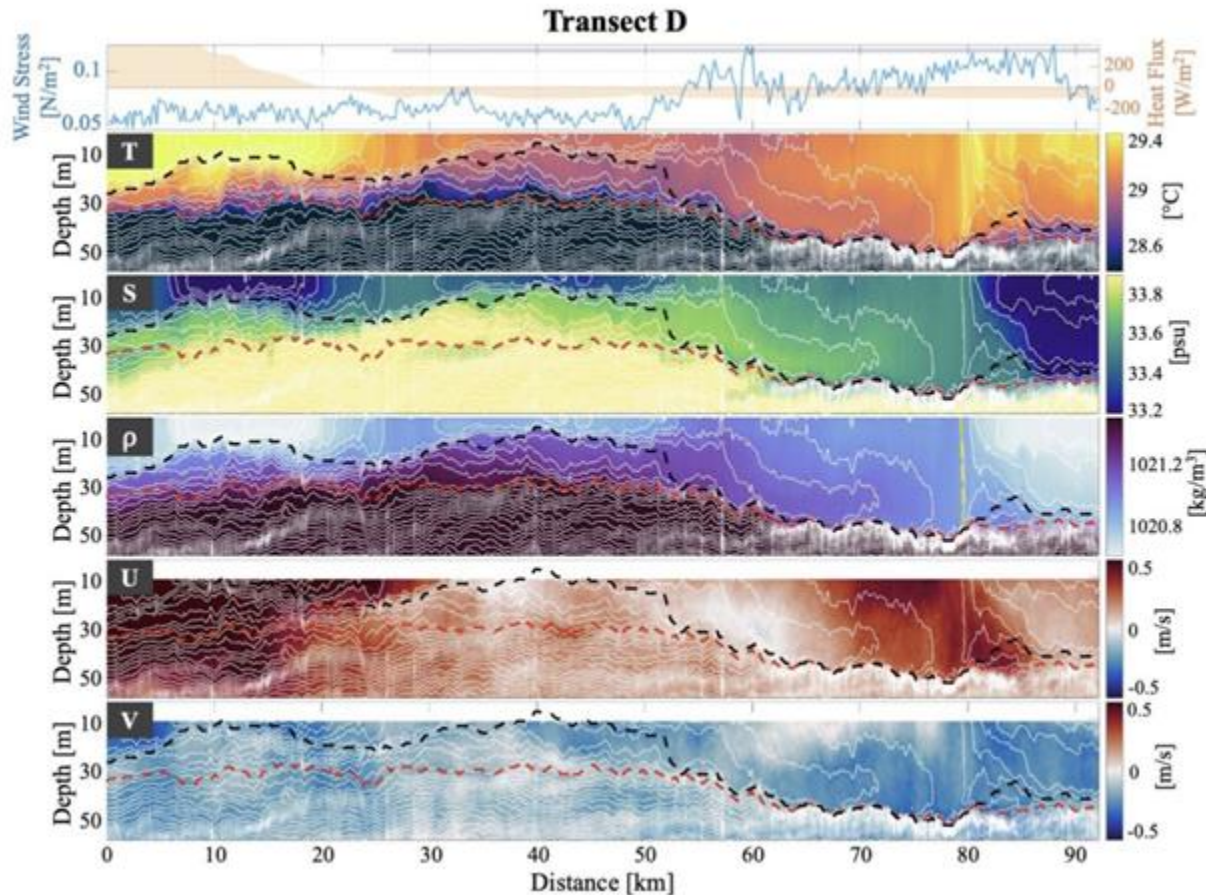 Transect D
Wind Stress
[N/m²]
0.1
0.05
200
0
-200
Heat Flux
[W/m²]
T
10
30
50
Depth [m]
29.4
29
28.6
[°C]
S
10
30
50
Depth [m]
33.8
33.6
33.4
33.2
[psu]
ρ
10
30
50
Depth [m]
1021.2
1020.8
[kg/m³]
U
10
30
50
Depth [m]
0.5
0
-0.5
[m/s]
V
10
30
50
Depth [m]
0.5
0
-0.5
[m/s]
0 10 20 30 40 50 60 70 80 90
Distance [km]